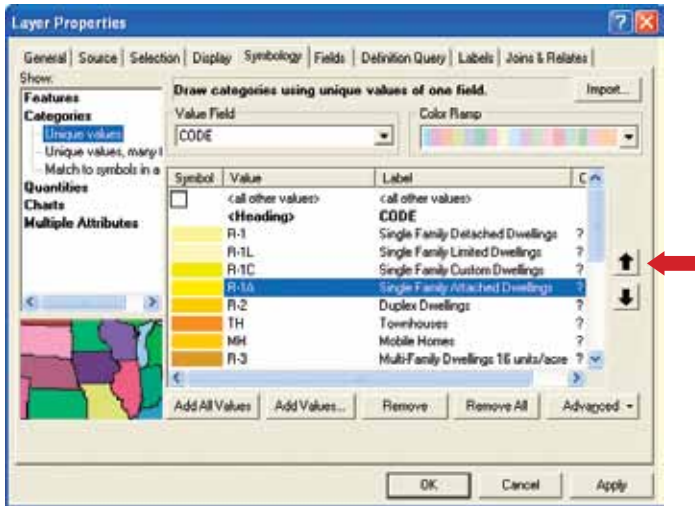 Layer Properties
General Source Selection Display Symbology Fields Definition Query Labels Joins & Relates
Show:
Features
Categories
Unique values
Unique values, many f
Match to symbols in a
Quantities
Charts
Multiple Attributes
Draw categories using unique values of one field.
Import...
Value Field
CODE
Color Ramp
Symbol Value Label C
<all other values> <all other values>
<Heading> CODE
R-1 Single Family Detached Dwellings ?
R-1L Single Family Limited Dwellings ?
R-1C Single Family Custom Dwellings ?
R-1A Single Family Attached Dwellings ?
R-2 Duplex Dwellings ?
TH Townhouses ?
MH Mobile Homes ?
R-3 Multi-Family Dwellings 16 units/acre ?
Add All Values Add Values... Remove Remove All Advanced
OK Cancel Apply